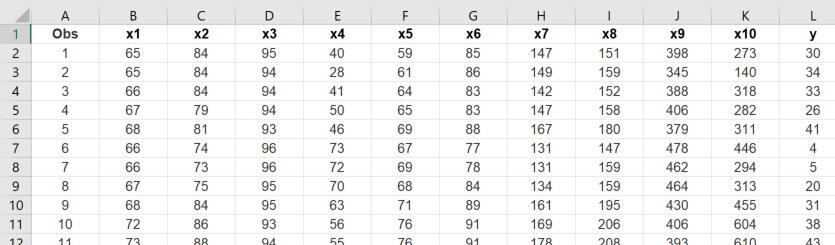 A B C D E F G H I J K L
1 Obs x1 x2 x3 x4 x5 x6 x7 x8 x9 x10 y
2 1 65 84 95 40 59 85 147 151 398 273 30
3 2 65 84 94 28 61 86 149 159 345 140 34
4 3 66 84 94 41 64 83 142 152 388 318 33
5 4 67 79 94 50 65 83 147 158 406 282 26
6 5 68 81 93 46 69 88 167 180 379 311 41
7 6 66 74 96 73 67 77 131 147 478 446 4
8 7 66 73 96 72 69 78 131 159 462 294 5
9 8 67 75 95 70 68 84 134 159 464 313 20
10 9 68 84 95 63 71 89 161 195 430 455 31
11 10 72 86 93 56 76 91 169 206 406 604 38
12 11 73 88 94 55 76 91 178 208 393 610 43